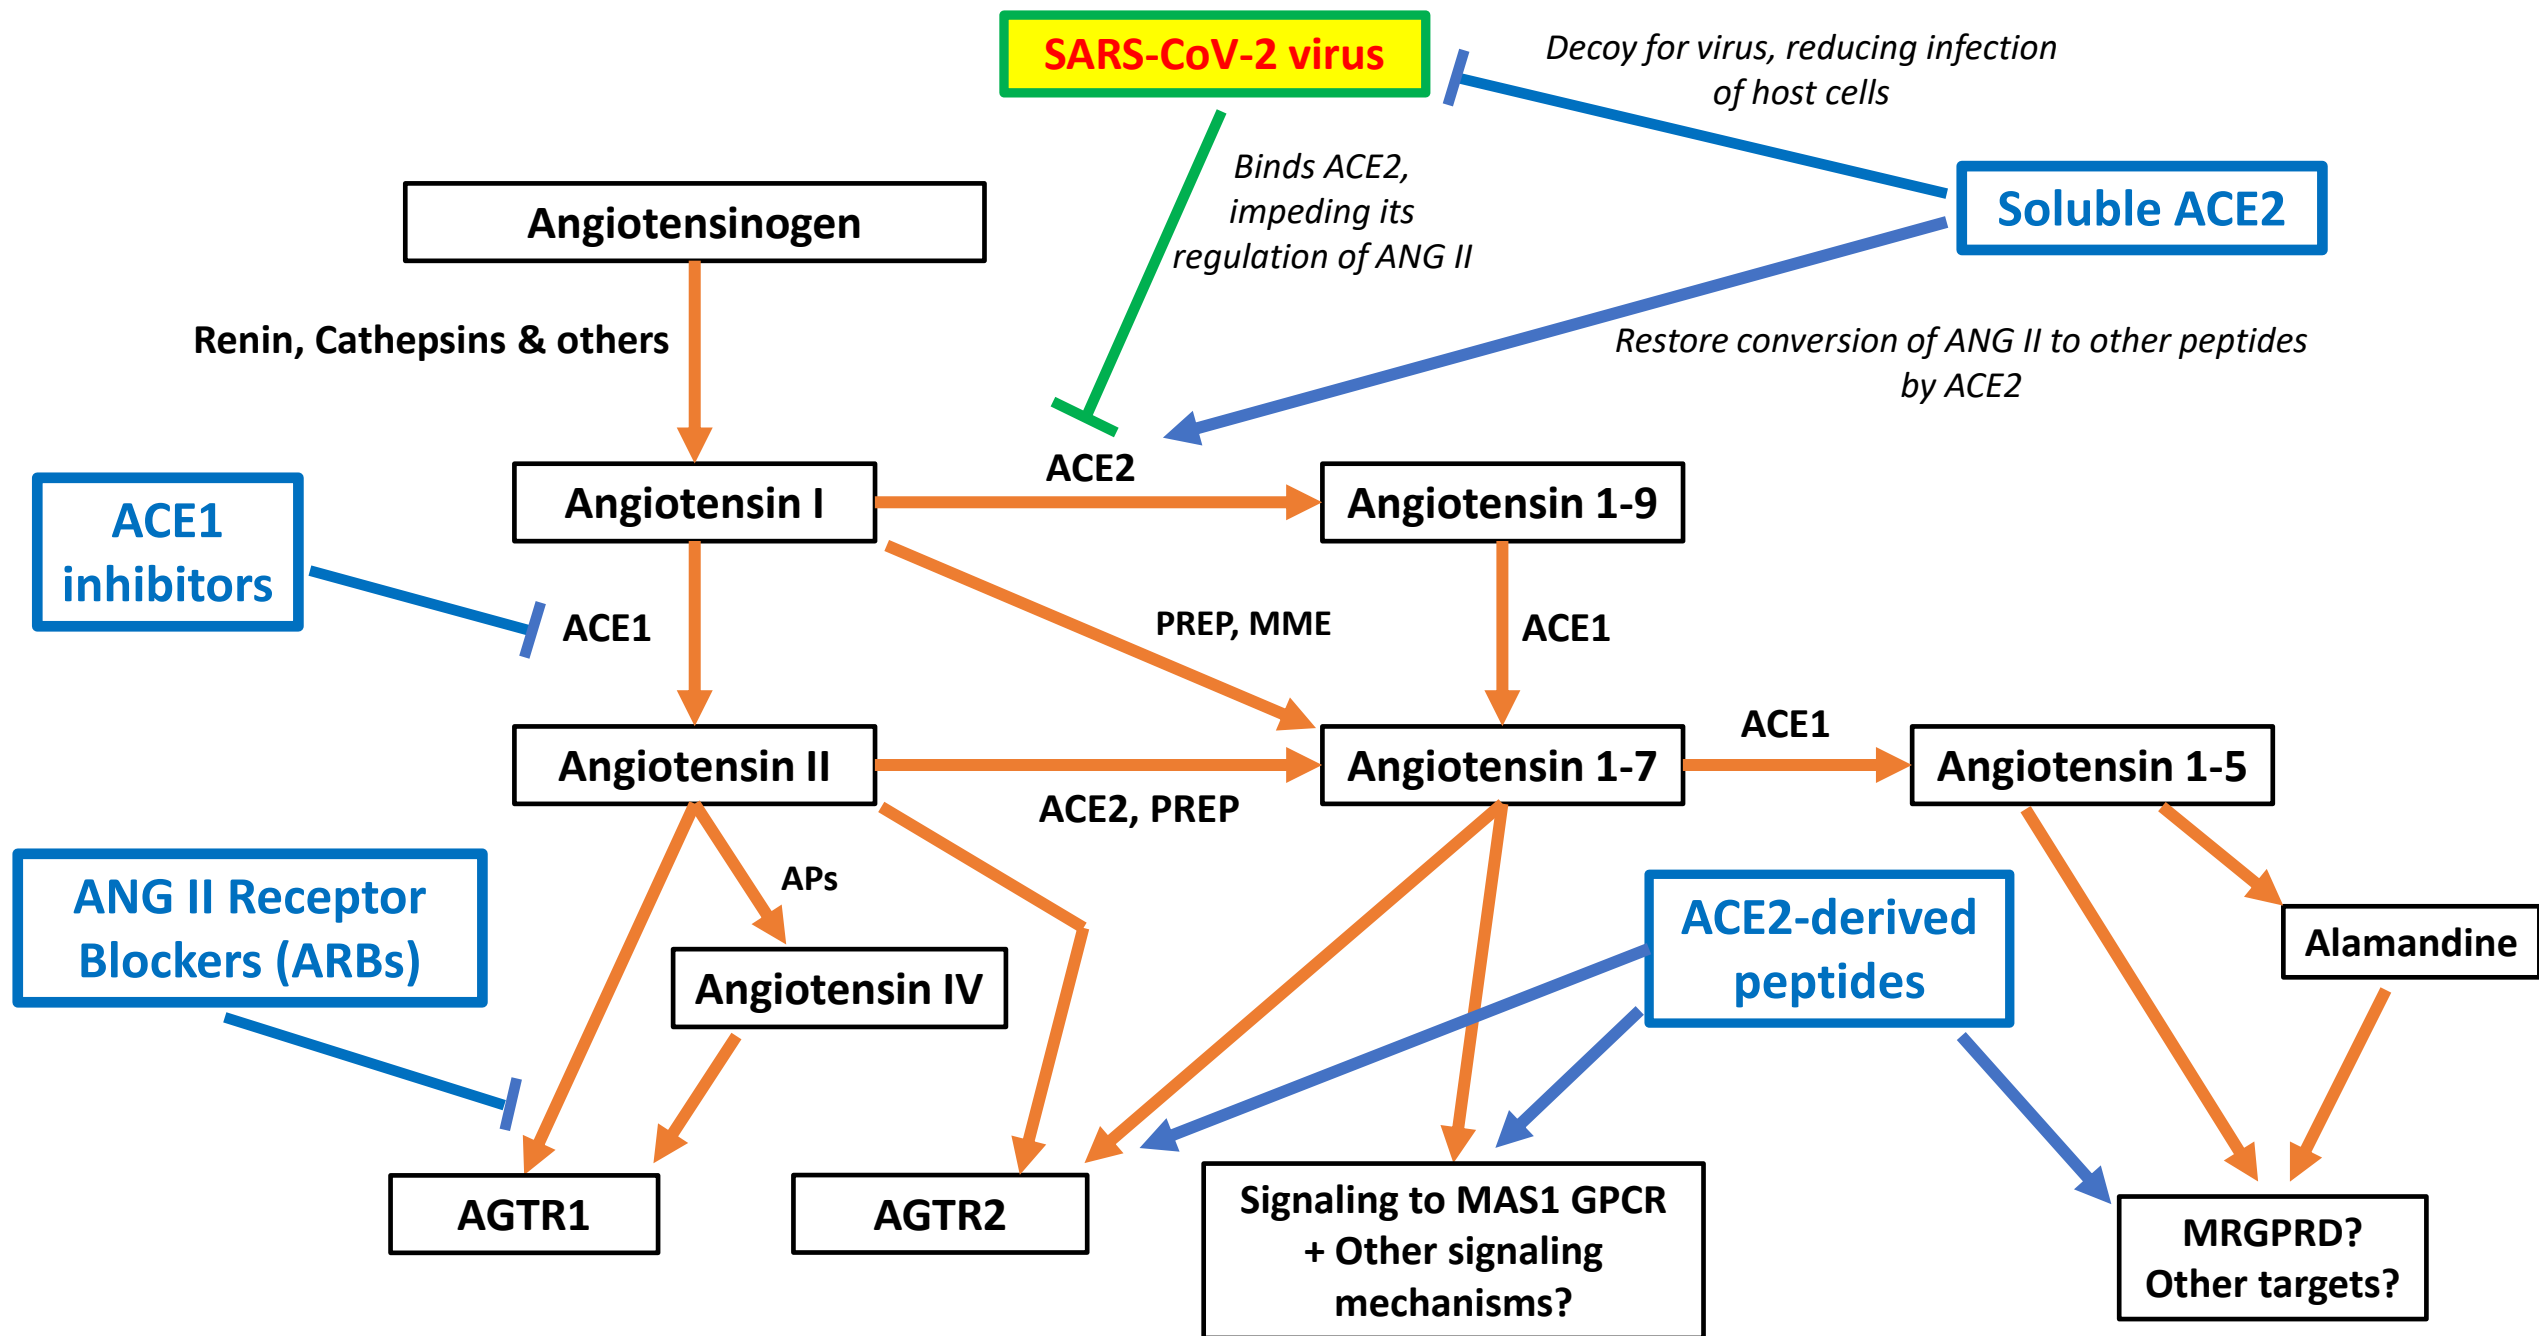 SARS-CoV-2 virus
Decoy for virus, reducing infection
of host cells
Binds ACE2,
impeding its
regulation of ANG II
Soluble ACE2
Angiotensinogen
Renin, Cathepsins & others
Restore conversion of ANG II to other peptides
by ACE2
ACE2
ACE1
inhibitors
Angiotensin I
Angiotensin 1-9
ACE1
PREP, MME
ACE1
ACE1
Angiotensin II
Angiotensin 1-7
Angiotensin 1-5
ACE2, PREP
ANG II Receptor
Blockers (ARBs)
APs
ACE2-derived
peptides
Alamandine
Angiotensin IV
AGTR1
AGTR2
Signaling to MAS1 GPCR
+ Other signaling
mechanisms?
MRGPRD?
Other targets?